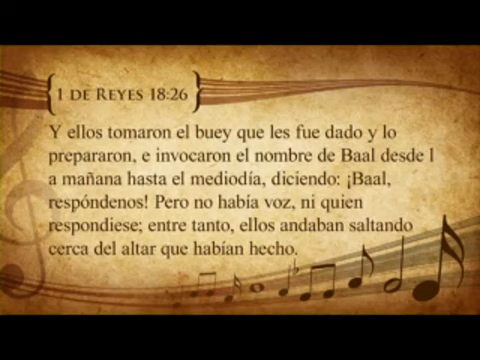 1 DE REYES 18:26
Y ellos tomaron el buey que les fue dado y lo
prepararon, e invocaron el nombre de Baal desde l
a mañana hasta el mediodía, diciendo: ¡Baal,
respóndenos! Pero no había voz, ni quien
respondiese; entre tanto, ellos andaban saltando
cerca del altar que habían hecho.